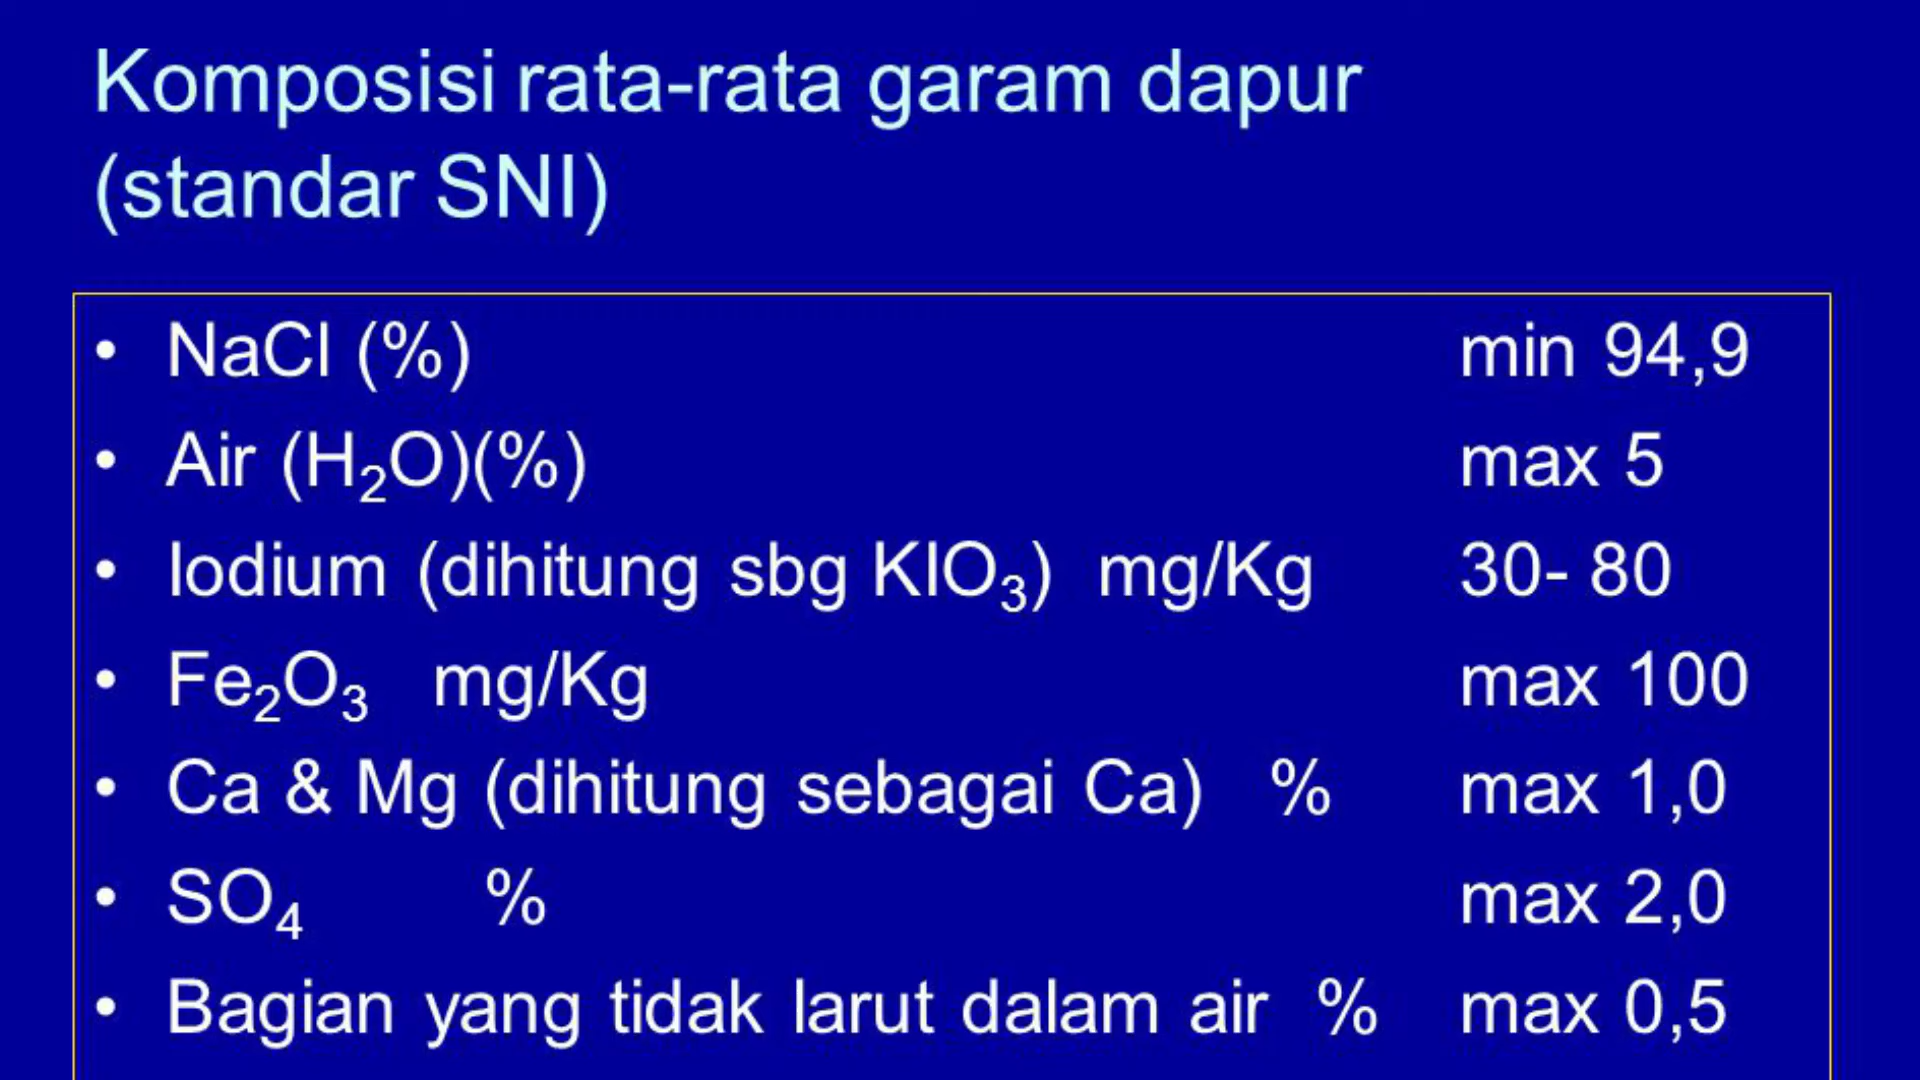 Komposisi rata-rata garam dapur
(standar SNI)
• NaCl (%) min 94,9
• Air (H₂O)(%) max 5
• Iodium (dihitung sbg KIO₃) mg/Kg 30- 80
• Fe₂O₃ mg/Kg max 100
• Ca & Mg (dihitung sebagai Ca) % max 1,0
• SO₄ % max 2,0
• Bagian yang tidak larut dalam air % max 0,5